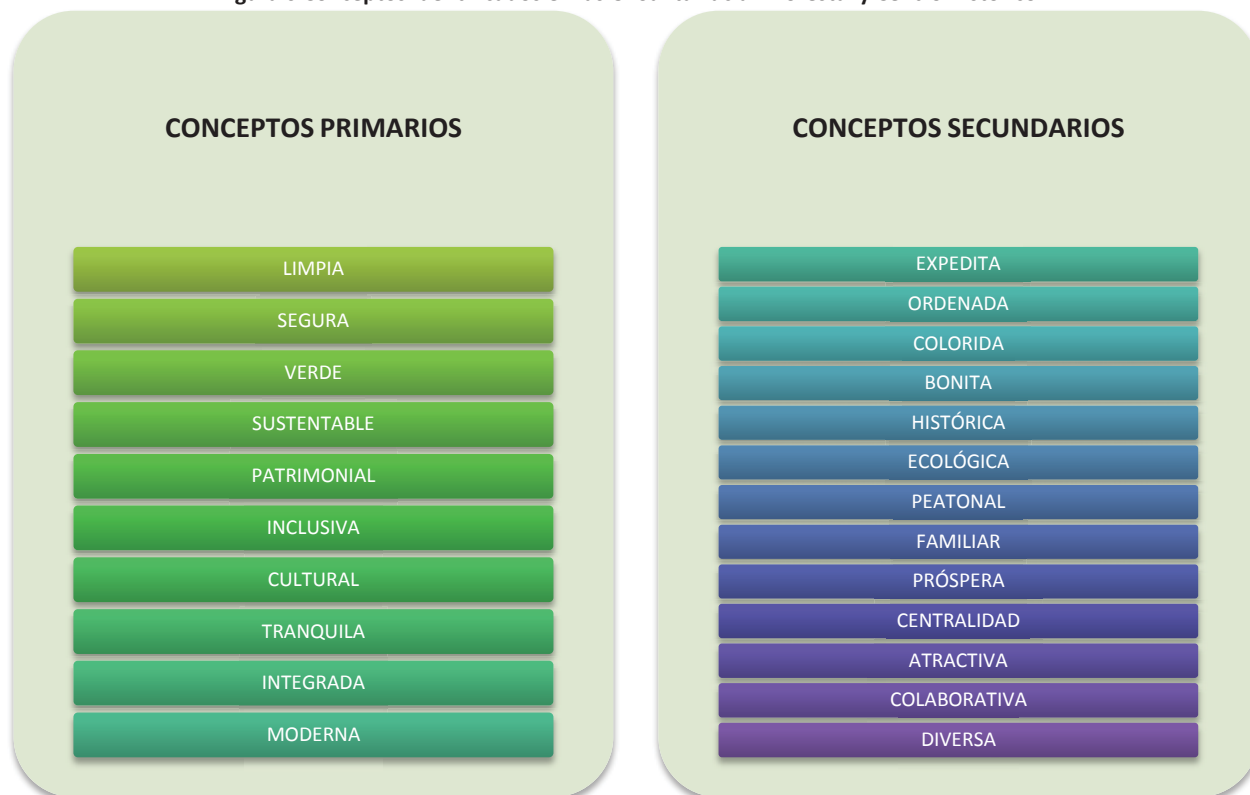 CONCEPTOS PRIMARIOS
LIMPIA
SEGURA
VERDE
SUSTENTABLE
PATRIMONIAL
INCLUSIVA
CULTURAL
TRANQUILA
INTEGRADA
MODERNA
CONCEPTOS SECUNDARIOS
EXPEDITA
ORDENADA
COLORIDA
BONITA
HISTÓRICA
ECOLÓGICA
PEATONAL
FAMILIAR
PRÓSPERA
CENTRALIDAD
ATRACTIVA
COLABORATIVA
DIVERSA